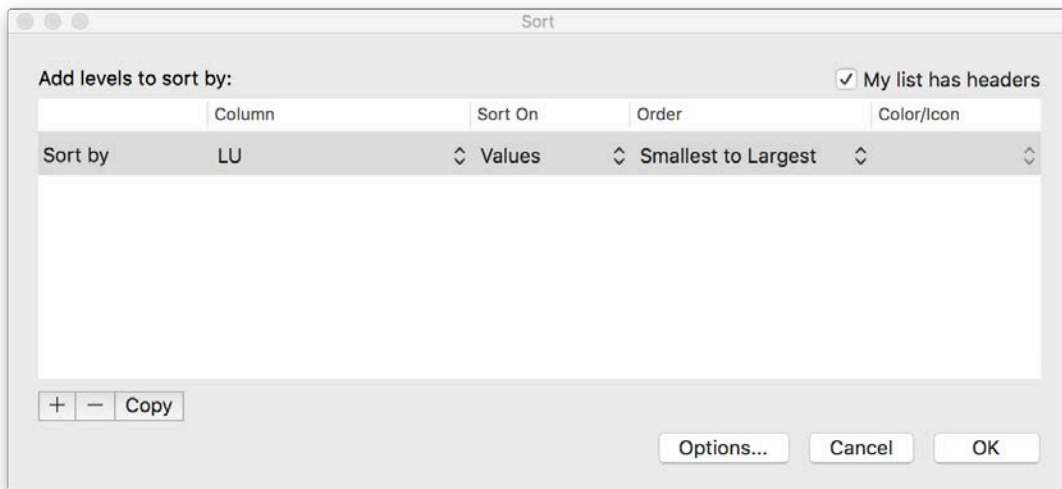 Sort
Add levels to sort by:
My list has headers
Column Sort On Order Color/Icon
Sort by LU Values Smallest to Largest
+ − Copy
Options... Cancel OK